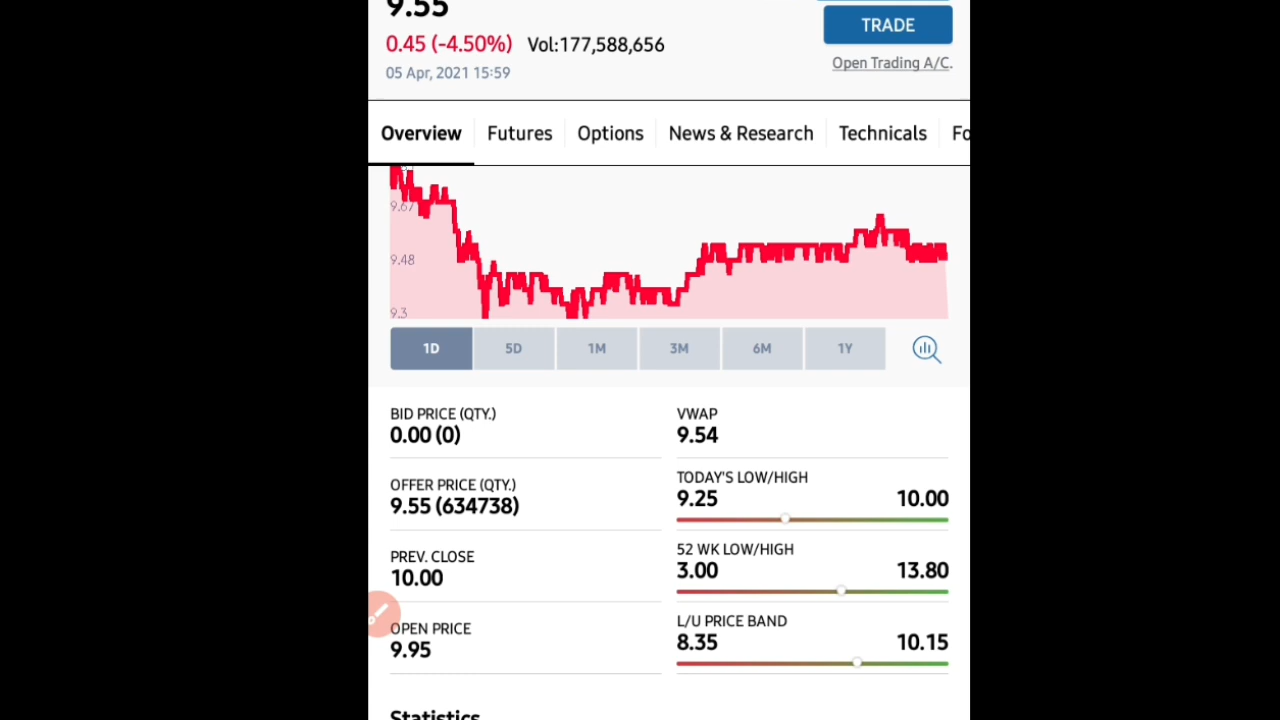 9.55
TRADE
0.45 (-4.50%) Vol:177,588,656
Open Trading A/C.
05 Apr, 2021 15:59
Overview Futures Options News & Research Technicals Fo
9.67
9.48
9.3
1D 5D 1M 3M 6M 1Y
BID PRICE (QTY.)
0.00 (0)
VWAP
9.54
OFFER PRICE (QTY.)
9.55 (634738)
TODAY'S LOW/HIGH
9.25 10.00
PREV. CLOSE
10.00
52 WK LOW/HIGH
3.00 13.80
OPEN PRICE
9.95
L/U PRICE BAND
8.35 10.15
Statistics